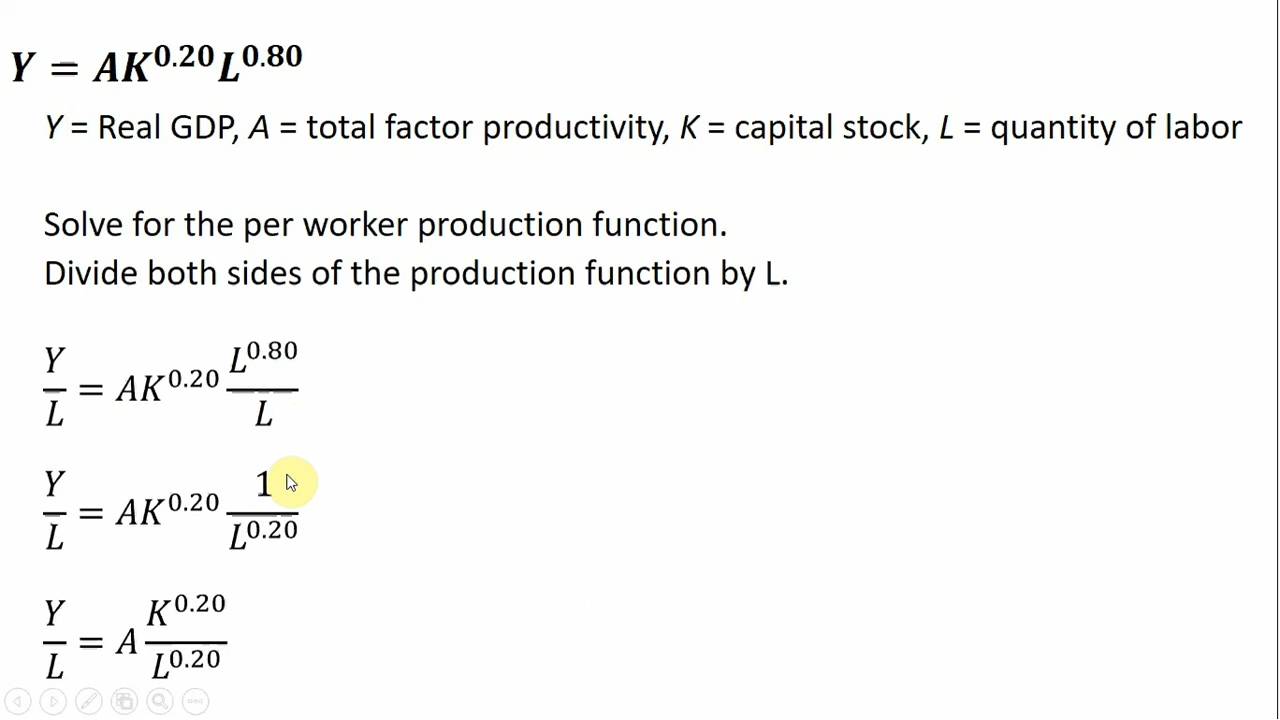 Y = AK^0.20 L^0.80
Y = Real GDP, A = total factor productivity, K = capital stock, L = quantity of labor
Solve for the per worker production function.
Divide both sides of the production function by L.
Y/L = AK^0.20 L^0.80/L
Y/L = AK^0.20 1/L^0.20
Y/L = A K^0.20/L^0.20